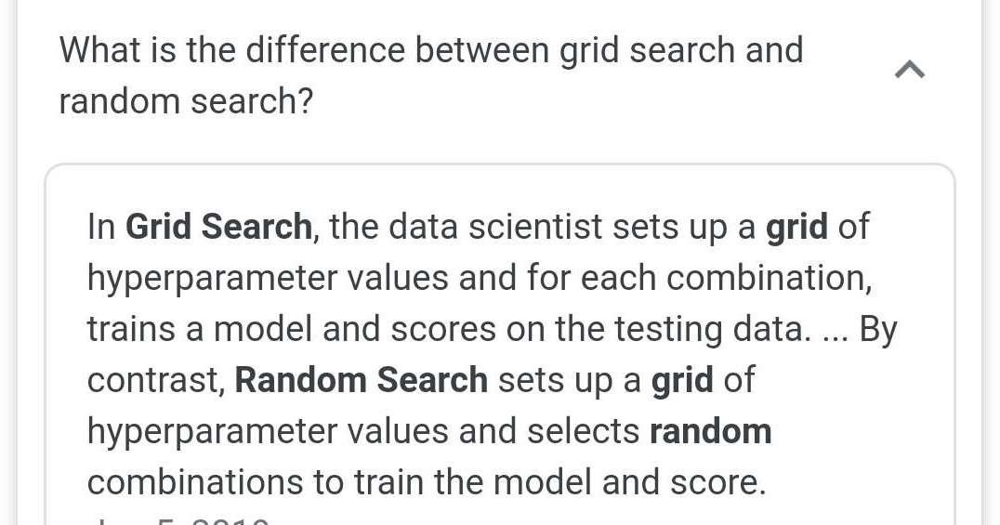 What is the difference between grid search and
random search?
In Grid Search, the data scientist sets up a grid of
hyperparameter values and for each combination,
trains a model and scores on the testing data. ... By
contrast, Random Search sets up a grid of
hyperparameter values and selects random
combinations to train the model and score.